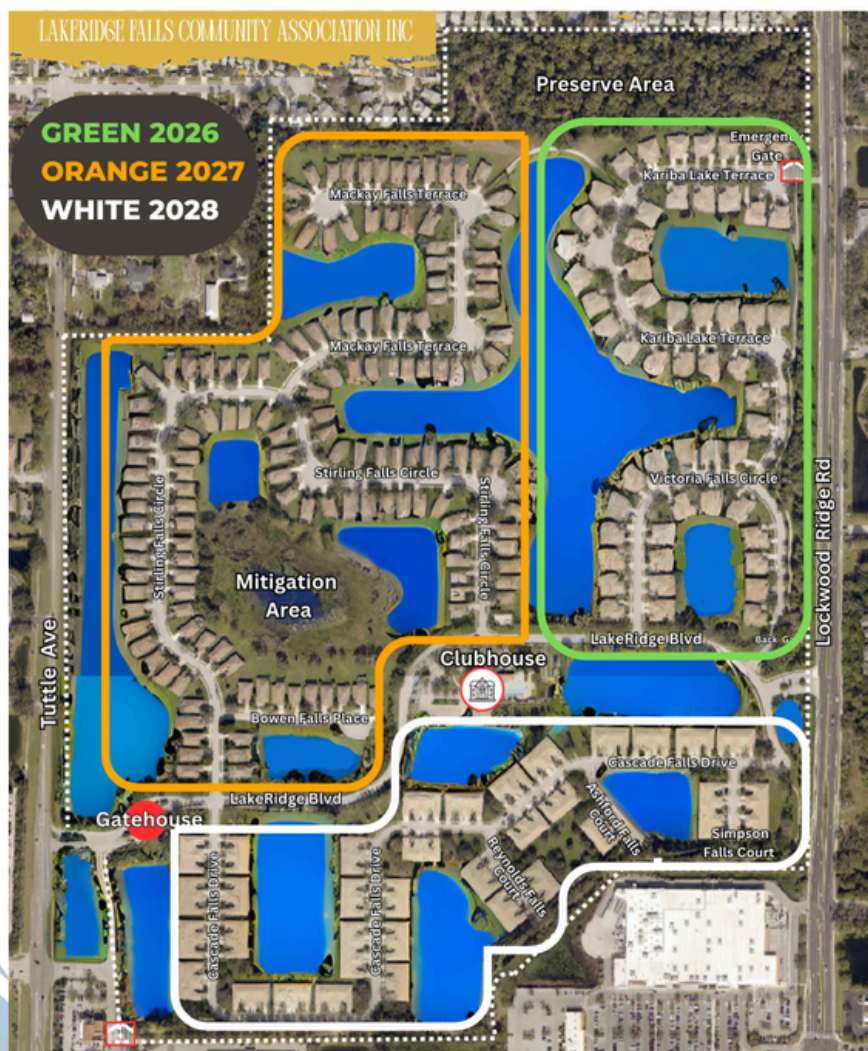 LAKERIDGE FALLS COMMUNITY ASSOCIATION INC
GREEN 2026
ORANGE 2027
WHITE 2028
Preserve Area
Emergency
Gate
Kariba Lake Terrace
Mackay Falls Terrace
Mackay Falls Terrace
Kariba Lake Terrace
Stirling Falls Circle
Victoria Falls Circle
Stirling Falls Circle
Stirling Falls Circle
Mitigation
Area
Lockwood Ridge Rd
Tuttle Ave
LakeRidge Blvd
Clubhouse
Bowen Falls Place
LakeRidge Blvd
Gatehouse
Cascade Falls Drive
Ashford Falls
Court
Simpson
Falls Court
Reynolds Falls
Court
Cascade Falls Drive
Cascade Falls Drive